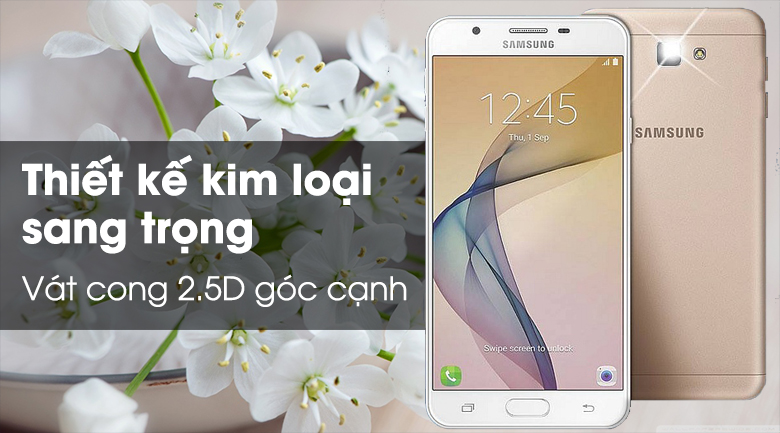 Thiết kế kim loại
sang trọng
Vát cong 2.5D góc cạnh
SAMSUNG
12:45
Thu, 1 Sep
Swipe screen to unlock
SAMSUNG